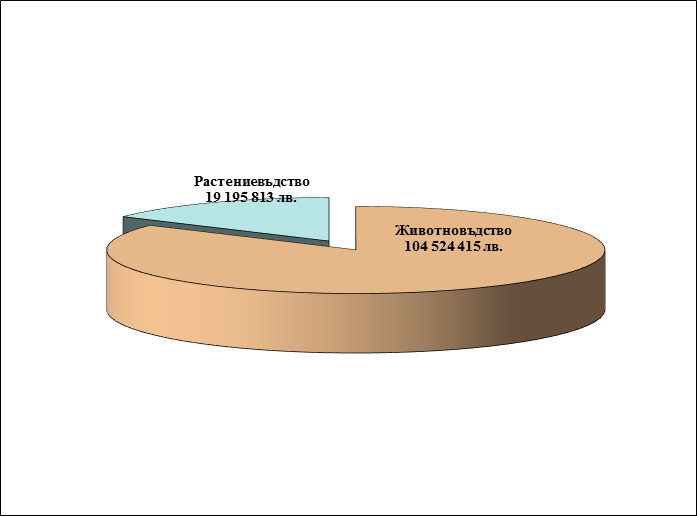 Растениевъдство
19 195 813 лв.
Животновъдство
104 524 415 лв.